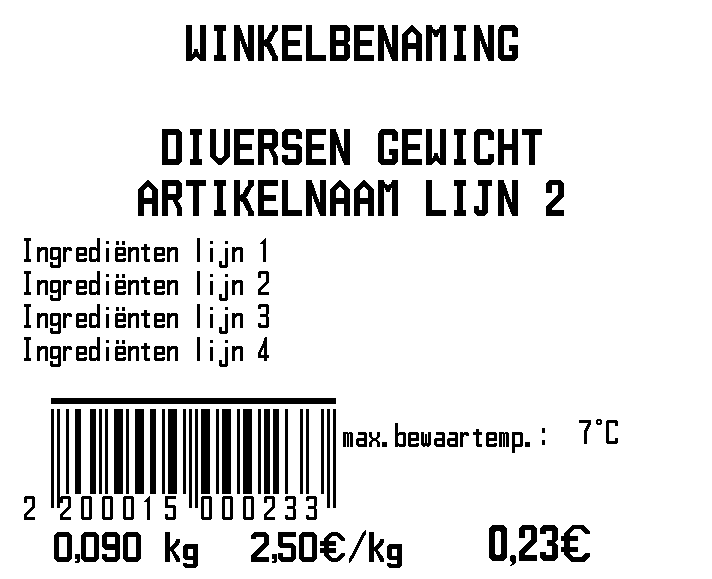 WINKELBENAMING
DIVERSEN GEWICHT
ARTIKELNAAM LIJN 2
Ingrediënten lijn 1
Ingrediënten lijn 2
Ingrediënten lijn 3
Ingrediënten lijn 4
max.bewaartemp.: 7°C
2 200015 000233
0,090 kg 2,50€/kg 0,23€